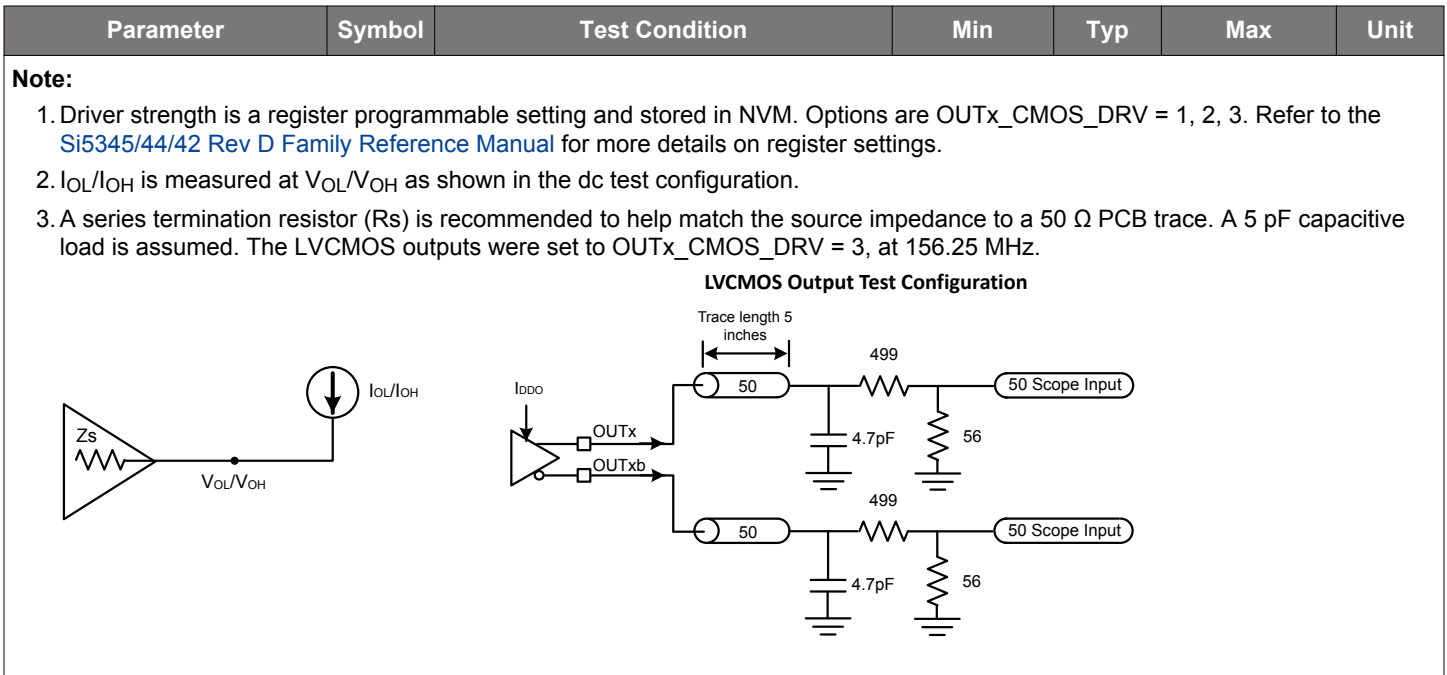 Parameter Symbol Test Condition Min Typ Max Unit
Note:
1. Driver strength is a register programmable setting and stored in NVM. Options are OUTx_CMOS_DRV = 1, 2, 3. Refer to the
Si5345/44/42 Rev D Family Reference Manual for more details on register settings.
2. IOL/IOH is measured at VOL/VOH as shown in the dc test configuration.
3. A series termination resistor (Rs) is recommended to help match the source impedance to a 50 Ω PCB trace. A 5 pF capacitive
load is assumed. The LVCMOS outputs were set to OUTx_CMOS_DRV = 3, at 156.25 MHz.
LVCMOS Output Test Configuration
Trace length 5
inches
499
IOL/IOH
IDDO
50
50 Scope Input
Zs
OUTx
4.7pF
56
VOL/VOH
OUTxb
499
50
50 Scope Input
4.7pF
56